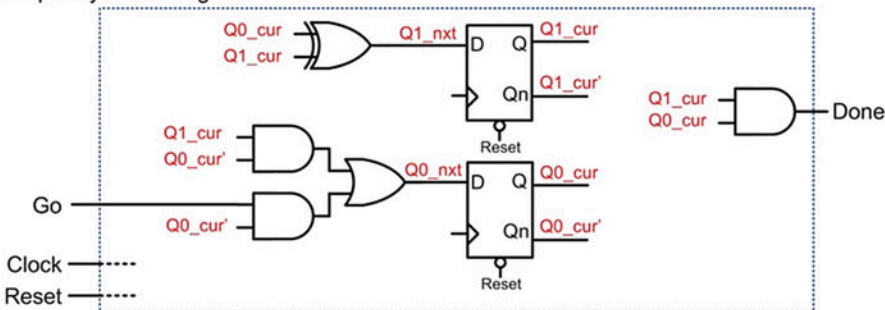 Q0_cur
Q1_cur
Q1_nxt
D
Q
Qn
Q1_cur
Q1_cur'
Reset
Q1_cur
Q0_cur
Done
Q1_cur
Q0_cur'
Go
Q0_cur'
Q0_nxt
D
Q
Qn
Q0_cur
Q0_cur'
Reset
Clock
Reset